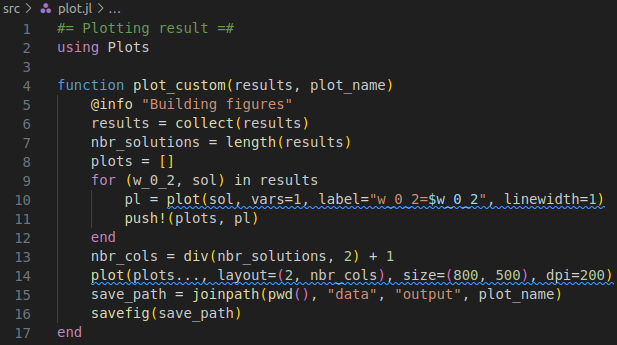 src > plot.jl > ...
1 #= Plotting result =#
2 using Plots
3
4 function plot_custom(results, plot_name)
5     @info "Building figures"
6     results = collect(results)
7     nbr_solutions = length(results)
8     plots = []
9     for (w_0_2, sol) in results
10         pl = plot(sol, vars=1, label="w_0_2=$w_0_2", linewidth=1)
11         push!(plots, pl)
12     end
13     nbr_cols = div(nbr_solutions, 2) + 1
14     plot(plots..., layout=(2, nbr_cols), size=(800, 500), dpi=200)
15     save_path = joinpath(pwd(), "data", "output", plot_name)
16     savefig(save_path)
17 end